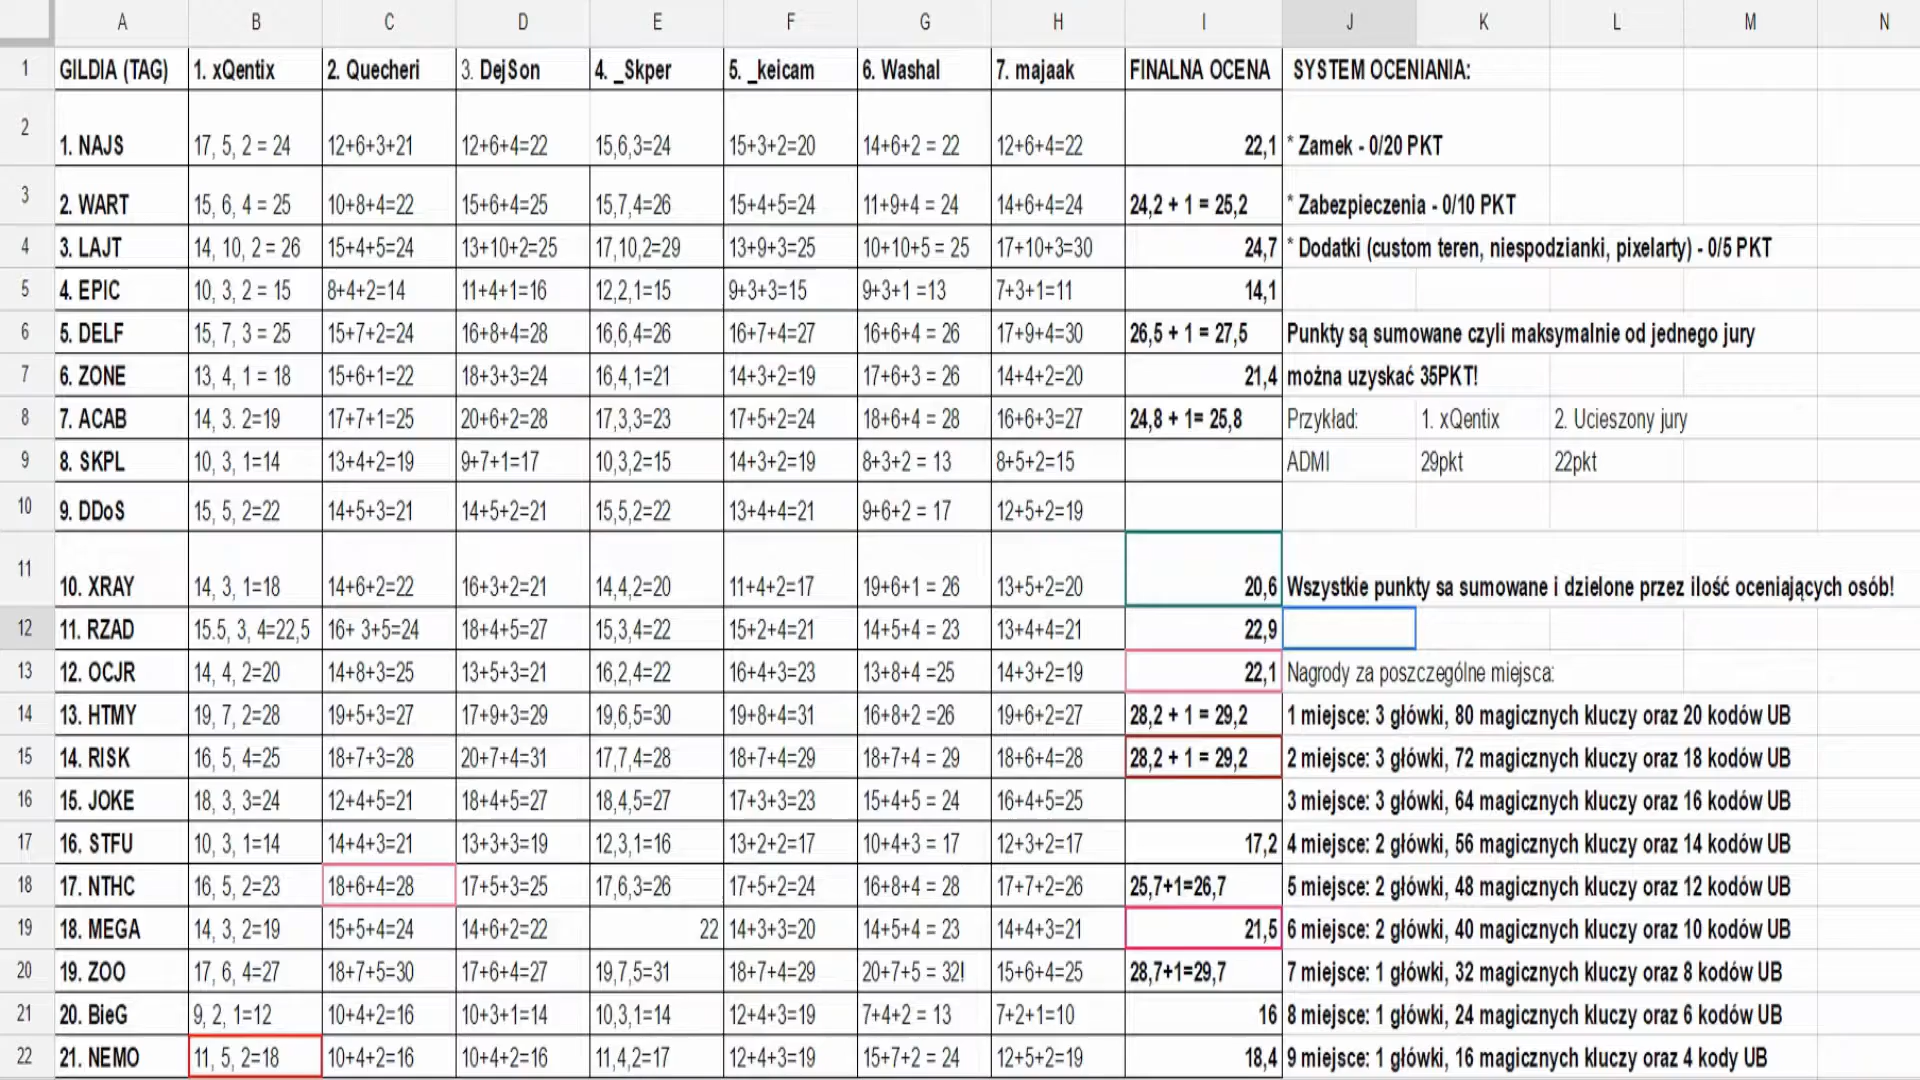 A B C D E F G H I J K L M N
1 GILDIA (TAG) 1. xQentix 2. Quecheri 3. DejSon 4. _Skper 5. _keicam 6. Washal 7. majaak FINALNA OCENA SYSTEM OCENIANIA:
2 1. NAJS 17, 5, 2 = 24 12+6+3+21 12+6+4=22 15,6,3=24 15+3+2=20 14+6+2 = 22 12+6+4=22 22,1 * Zamek - 0/20 PKT
3 2. WART 15, 6, 4 = 25 10+8+4=22 15+6+4=25 15,7,4=26 15+4+5=24 11+9+4 = 24 14+6+4=24 24,2 + 1 = 25,2 * Zabezpieczenia - 0/10 PKT
4 3. LAJT 14, 10, 2 = 26 15+4+5=24 13+10+2=25 17,10,2=29 13+9+3=25 10+10+5 = 25 17+10+3=30 24,7 * Dodatki (custom teren, niespodzianki, pixelarty) - 0/5 PKT
5 4. EPIC 10, 3, 2 = 15 8+4+2=14 11+4+1=16 12,2,1=15 9+3+3=15 9+3+1 =13 7+3+1=11 14,1
6 5. DELF 15, 7, 3 = 25 15+7+2=24 16+8+4=28 16,6,4=26 16+7+4=27 16+6+4 = 26 17+9+4=30 26,5 + 1 = 27,5 Punkty są sumowane czyli maksymalnie od jednego jury
7 6. ZONE 13, 4, 1 = 18 15+6+1=22 18+3+3=24 16,4,1=21 14+3+2=19 17+6+3 = 26 14+4+2=20 21,4 można uzyskać 35PKT!
8 7. ACAB 14, 3. 2=19 17+7+1=25 20+6+2=28 17,3,3=23 17+5+2=24 18+6+4 = 28 16+6+3=27 24,8 + 1= 25,8 Przykład: 1. xQentix 2. Ucieszony jury
9 8. SKPL 10, 3, 1=14 13+4+2=19 9+7+1=17 10,3,2=15 14+3+2=19 8+3+2 = 13 8+5+2=15 ADMI 29pkt 22pkt
10 9. DDoS 15, 5, 2=22 14+5+3=21 14+5+2=21 15,5,2=22 13+4+4=21 9+6+2 = 17 12+5+2=19
11 10. XRAY 14, 3, 1=18 14+6+2=22 16+3+2=21 14,4,2=20 11+4+2=17 19+6+1 = 26 13+5+2=20 20,6 Wszystkie punkty sa sumowane i dzielone przez ilość oceniających osób!
12 11. RZAD 15.5, 3, 4=22,5 16+ 3+5=24 18+4+5=27 15,3,4=22 15+2+4=21 14+5+4 = 23 13+4+4=21 22,9
13 12. OCJR 14, 4, 2=20 14+8+3=25 13+5+3=21 16,2,4=22 16+4+3=23 13+8+4 =25 14+3+2=19 22,1 Nagrody za poszczególne miejsca:
14 13. HTMY 19, 7, 2=28 19+5+3=27 17+9+3=29 19,6,5=30 19+8+4=31 16+8+2 =26 19+6+2=27 28,2 + 1 = 29,2 1 miejsce: 3 główki, 80 magicznych kluczy oraz 20 kodów UB
15 14. RISK 16, 5, 4=25 18+7+3=28 20+7+4=31 17,7,4=28 18+7+4=29 18+7+4 = 29 18+6+4=28 28,2 + 1 = 29,2 2 miejsce: 3 główki, 72 magicznych kluczy oraz 18 kodów UB
16 15. JOKE 18, 3, 3=24 12+4+5=21 18+4+5=27 18,4,5=27 17+3+3=23 15+4+5 = 24 16+4+5=25 3 miejsce: 3 główki, 64 magicznych kluczy oraz 16 kodów UB
17 16. STFU 10, 3, 1=14 14+4+3=21 13+3+3=19 12,3,1=16 13+2+2=17 10+4+3 = 17 12+3+2=17 17,2 4 miejsce: 2 główki, 56 magicznych kluczy oraz 14 kodów UB
18 17. NTHC 16, 5, 2=23 18+6+4=28 17+5+3=25 17,6,3=26 17+5+2=24 16+8+4 = 28 17+7+2=26 25,7+1=26,7 5 miejsce: 2 główki, 48 magicznych kluczy oraz 12 kodów UB
19 18. MEGA 14, 3, 2=19 15+5+4=24 14+6+2=22 22 14+3+3=20 14+5+4 = 23 14+4+3=21 21,5 6 miejsce: 2 główki, 40 magicznych kluczy oraz 10 kodów UB
20 19. ZOO 17, 6, 4=27 18+7+5=30 17+6+4=27 19,7,5=31 18+7+4=29 20+7+5 = 32! 15+6+4=25 28,7+1=29,7 7 miejsce: 1 główki, 32 magicznych kluczy oraz 8 kodów UB
21 20. BieG 9, 2, 1=12 10+4+2=16 10+3+1=14 10,3,1=14 12+4+3=19 7+4+2 = 13 7+2+1=10 16 8 miejsce: 1 główki, 24 magicznych kluczy oraz 6 kodów UB
22 21. NEMO 11, 5, 2=18 10+4+2=16 10+4+2=16 11,4,2=17 12+4+3=19 15+7+2 = 24 12+5+2=19 18,4 9 miejsce: 1 główki, 16 magicznych kluczy oraz 4 kody UB